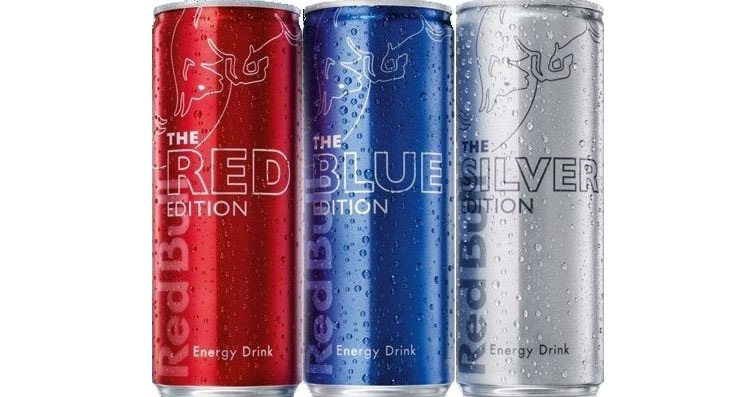 THE
RED
EDITION
Red Bull
Energy Drink
THE
BLUE
EDITION
Red Bull
Energy Drink
THE
SILVER
EDITION
Red Bull
Energy Drink